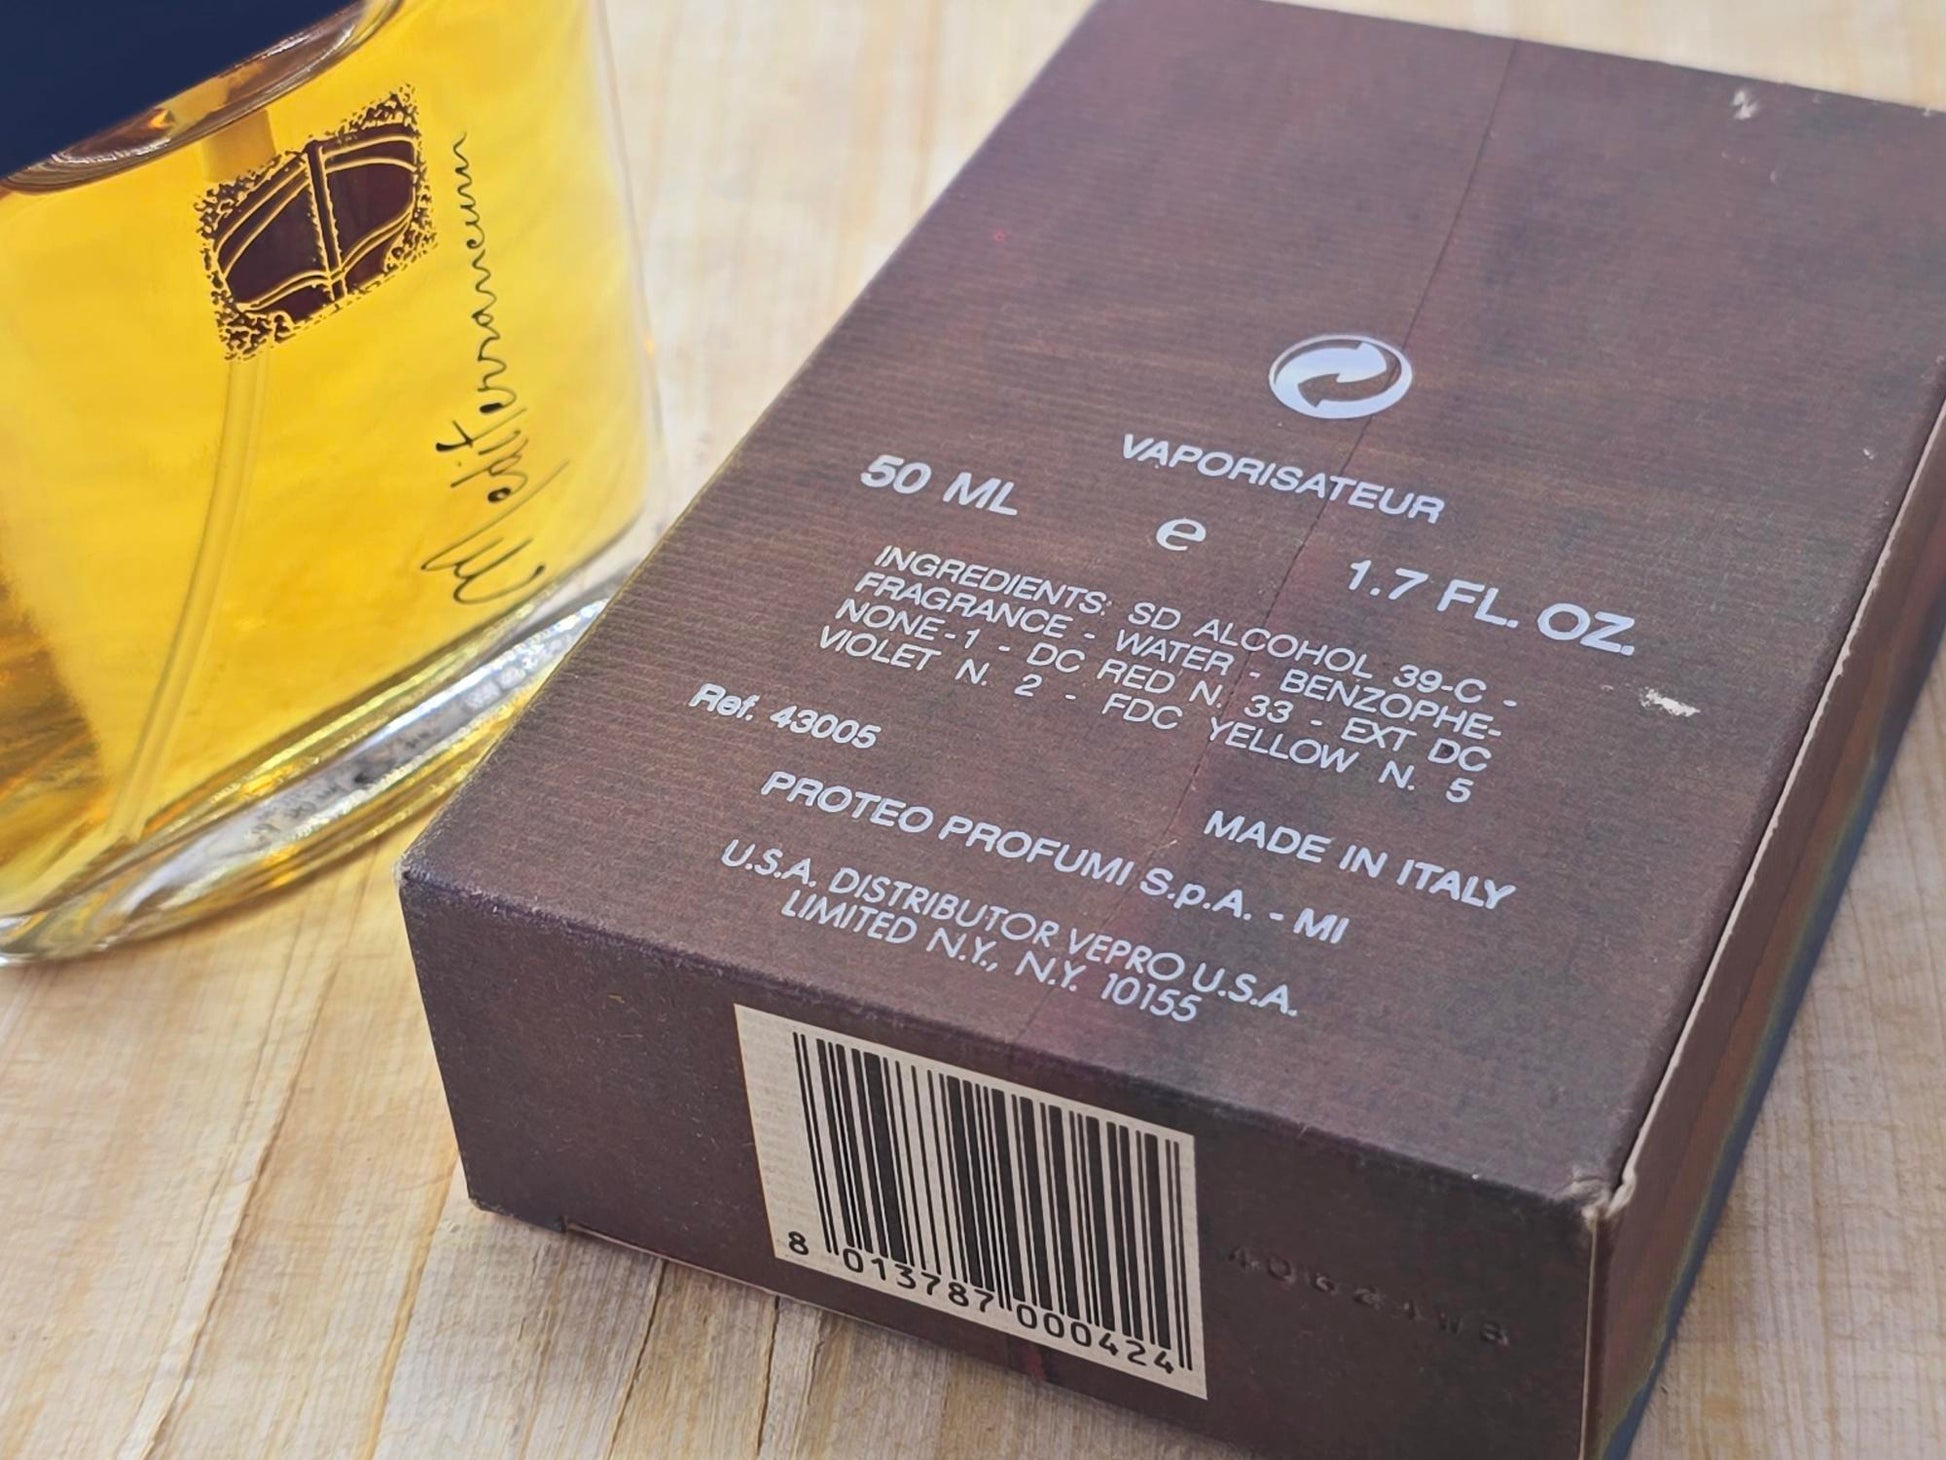 Mediterraneum
VAPORISATEUR
50 ML e 1.7 FL. OZ.
INGREDIENTS: SD ALCOHOL 39-C -
FRAGRANCE - WATER - BENZOPHE-
NONE-1 - DC RED N. 33 - EXT DC
VIOLET N. 2 - FDC YELLOW N. 5
Ref. 43005 MADE IN ITALY
PROTEO PROFUMI S.p.A. - MI
U.S.A. DISTRIBUTOR VEPRO U.S.A.
LIMITED N.Y., N.Y. 10155
8 013787 000424